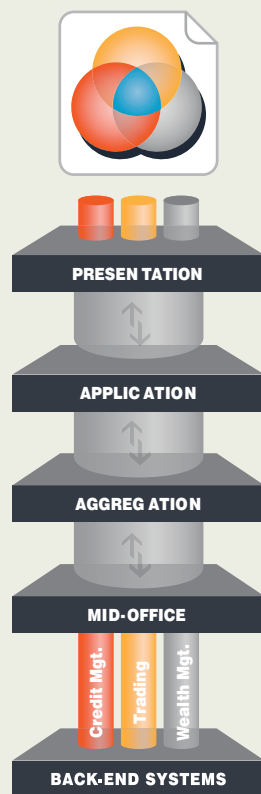 PRESEN TATION
APPLIC ATION
AGGREG ATION
MID-OFFICE
Credit Mgt.
Trading
Wealth Mgt.
BACK-END SYSTEMS